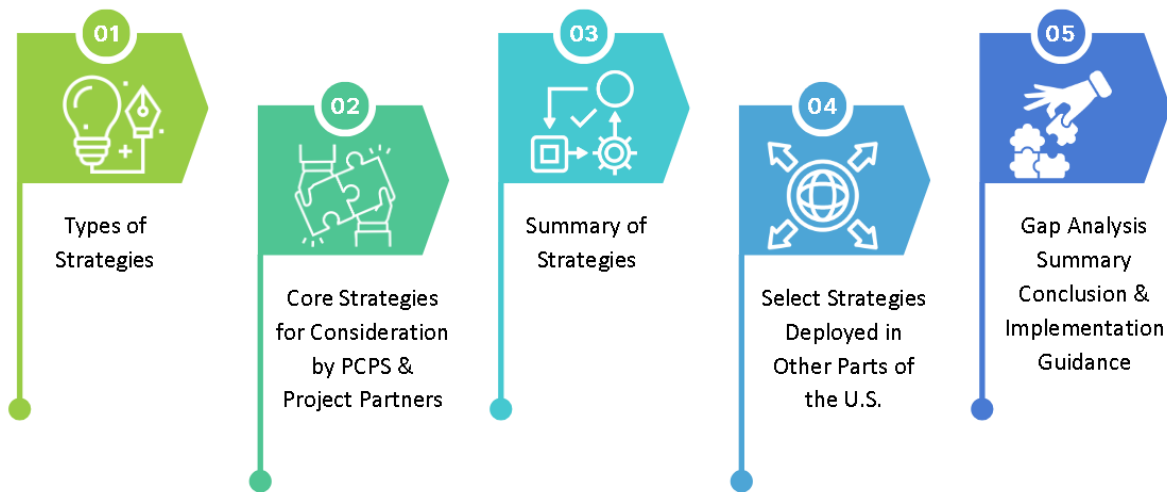 01
Types of
Strategies
02
Core Strategies
for Consideration
by PCPS &
Project Partners
03
Summary of
Strategies
04
Select Strategies
Deployed in
Other Parts of
the U.S.
05
Gap Analysis
Summary
Conclusion &
Implementation
Guidance